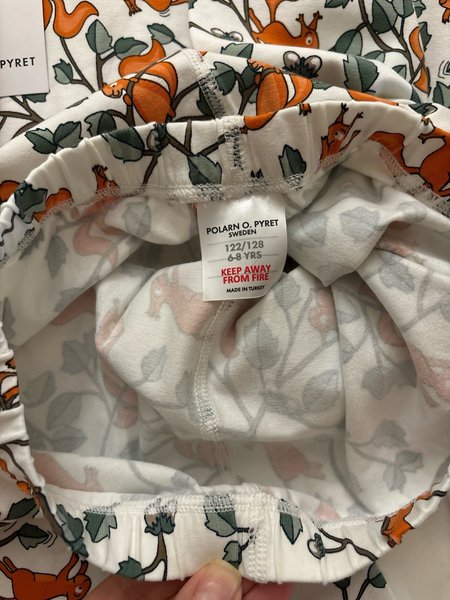 PYRET
POLARN O. PYRET
SWEDEN
122/128
6-8 YRS
KEEP AWAY
FROM FIRE
MADE IN TURKEY